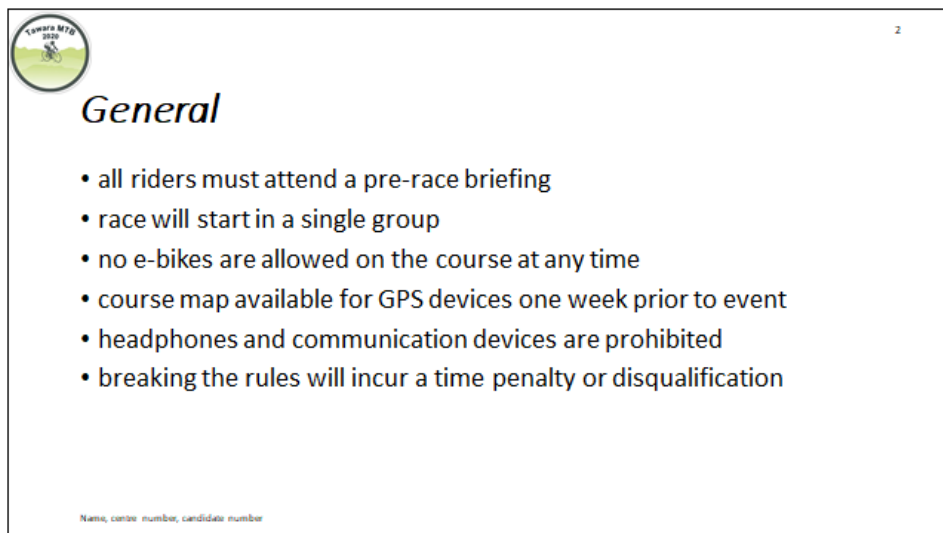 Tawara MTB
2020
2
General
• all riders must attend a pre-race briefing
• race will start in a single group
• no e-bikes are allowed on the course at any time
• course map available for GPS devices one week prior to event
• headphones and communication devices are prohibited
• breaking the rules will incur a time penalty or disqualification
Name, centre number, candidate number